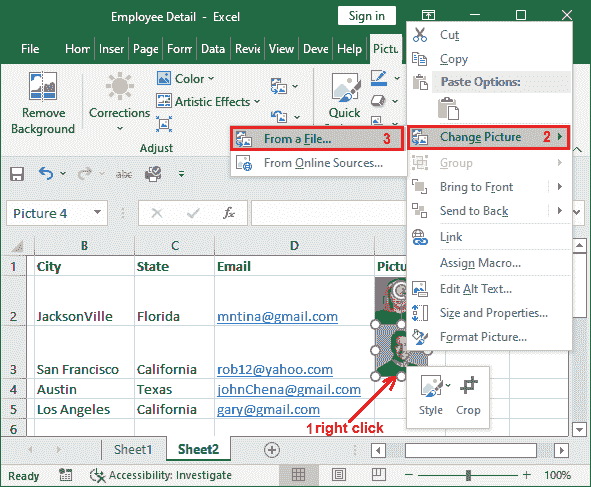 Employee Detail - Excel
Sign in
File Hom Inser Page Form Data Revie View Deve Help Pictu
Remove Background
Corrections
Color
Artistic Effects
Adjust
Quick
Cut
Copy
Paste Options:
Change Picture 2
From a File... 3
From Online Sources...
Group
Bring to Front
Send to Back
Link
Assign Macro...
Edit Alt Text...
Size and Properties...
Format Picture...
abc
Picture 4
fx
B C D
1 City State Email Pictu
2 JacksonVille Florida mntina@gmail.com
3 San Francisco California rob12@yahoo.com
4 Austin Texas johnChena@gmail.com
5 Los Angeles California gary@gmail.com
6
Style Crop
1 right click
Sheet1 Sheet2
Ready Accessibility: Investigate 100%